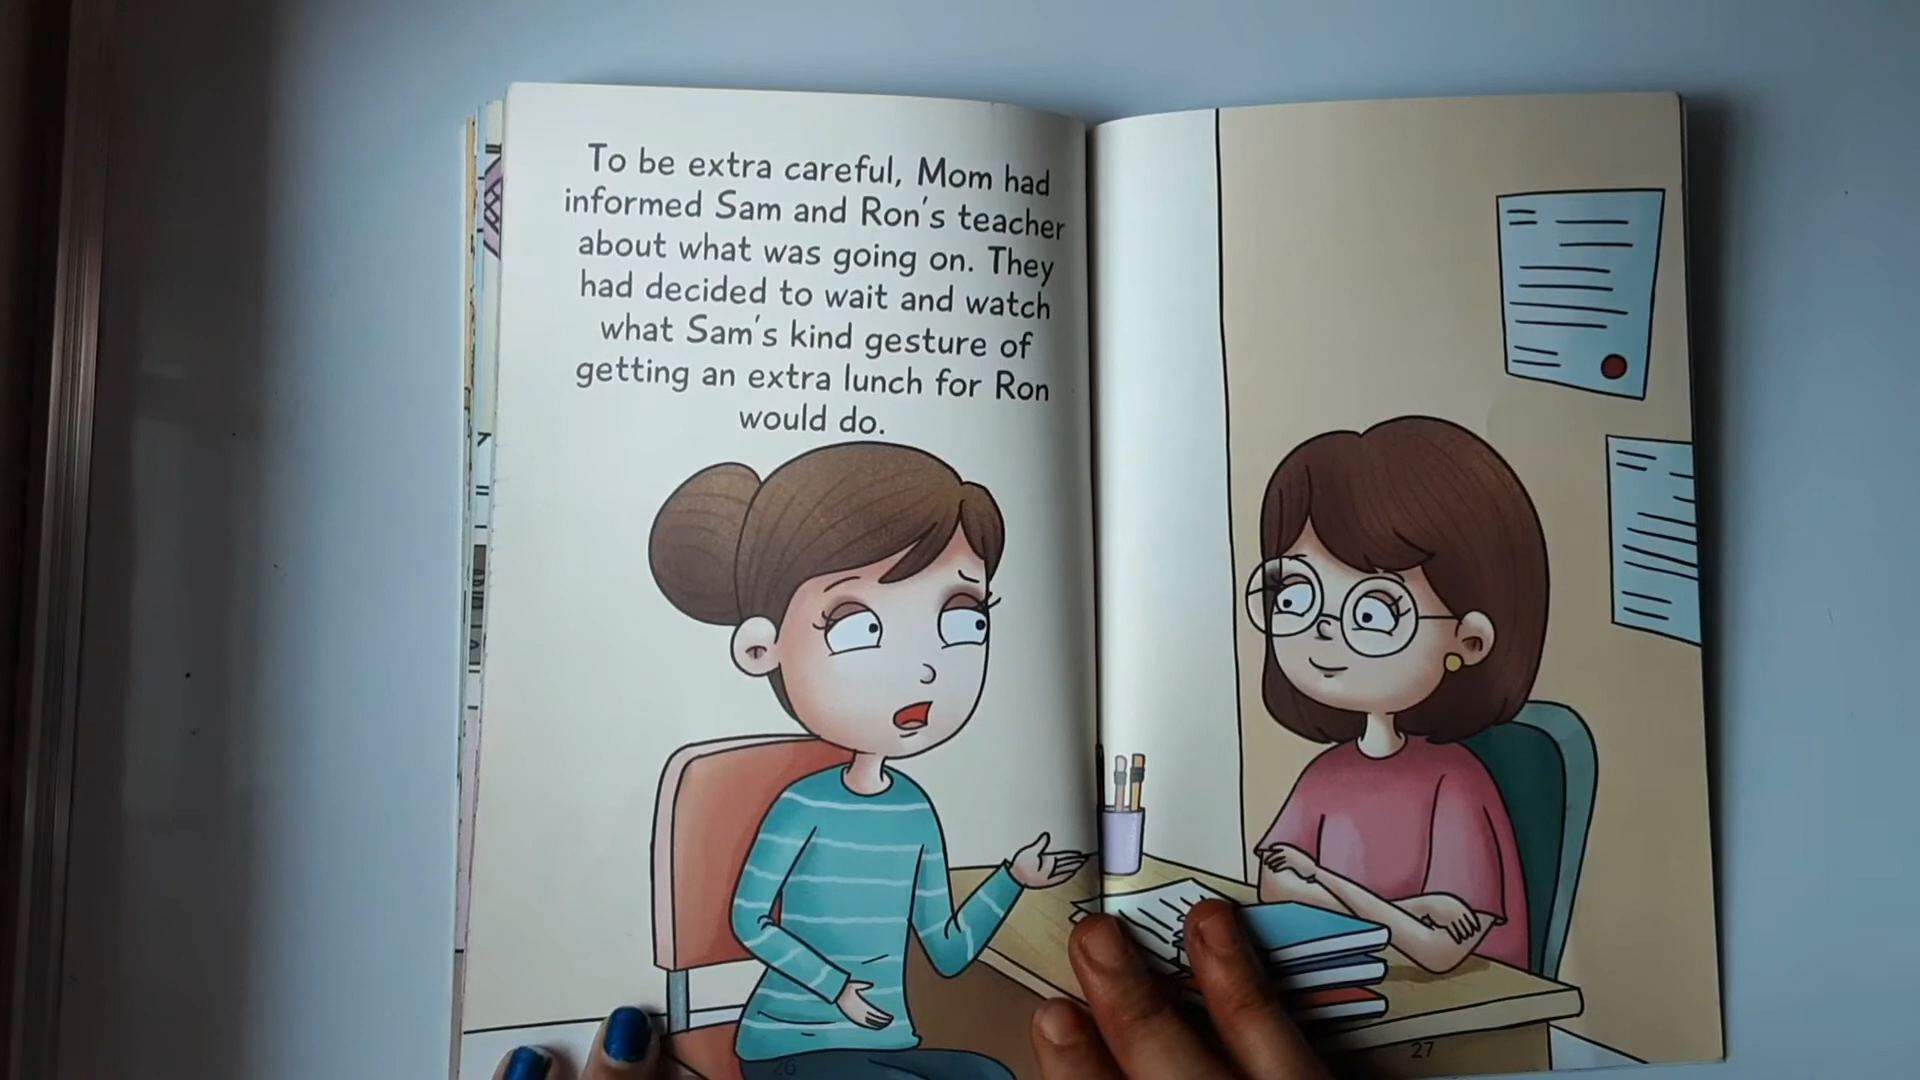 To be extra careful, Mom had
informed Sam and Ron's teacher
about what was going on. They
had decided to wait and watch
what Sam's kind gesture of
getting an extra lunch for Ron
would do.
26
27